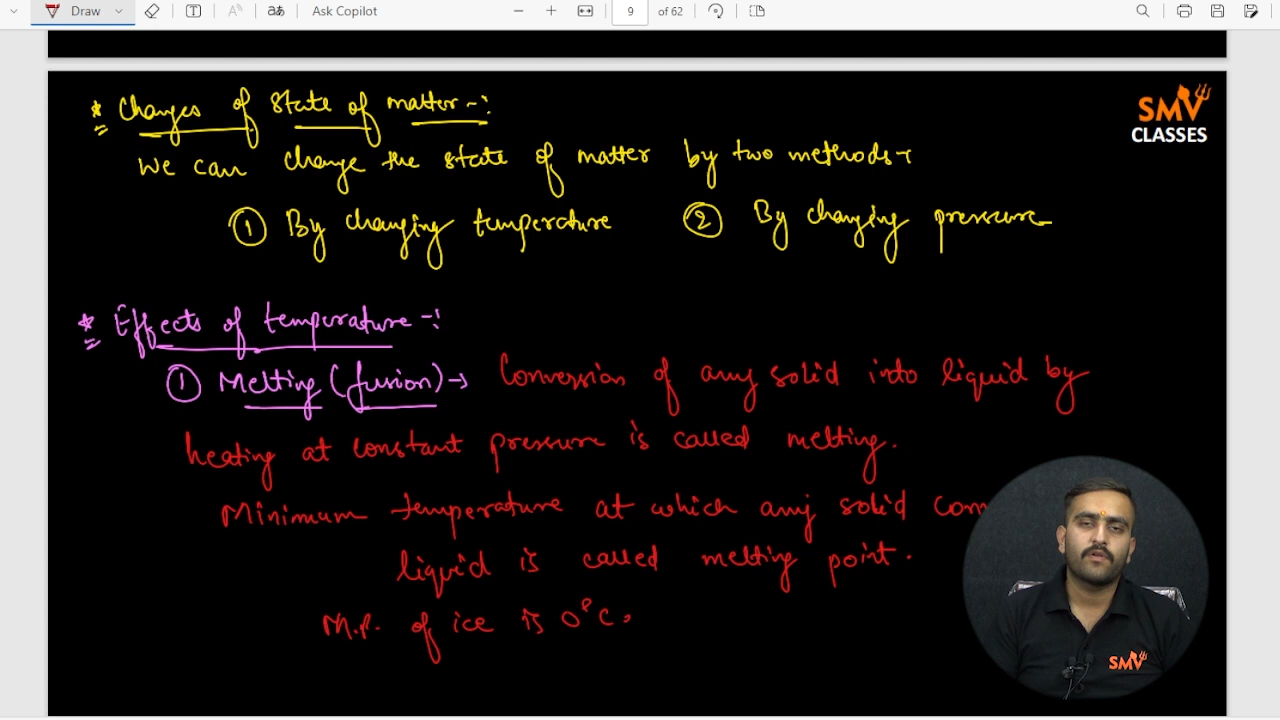 Draw
Ask Copilot
9 of 62
* Changes of state of matter -:
SMV
CLASSES
We can change the state of matter by two methods -
① By changing temperature ② By changing pressure
* Effects of temperature -:
① Melting (fusion) → Conversion of any solid into liquid by
heating at constant pressure is called melting.
Minimum temperature at which any solid
liquid is called melting point.
M.P. of ice is 0°C.
SMV